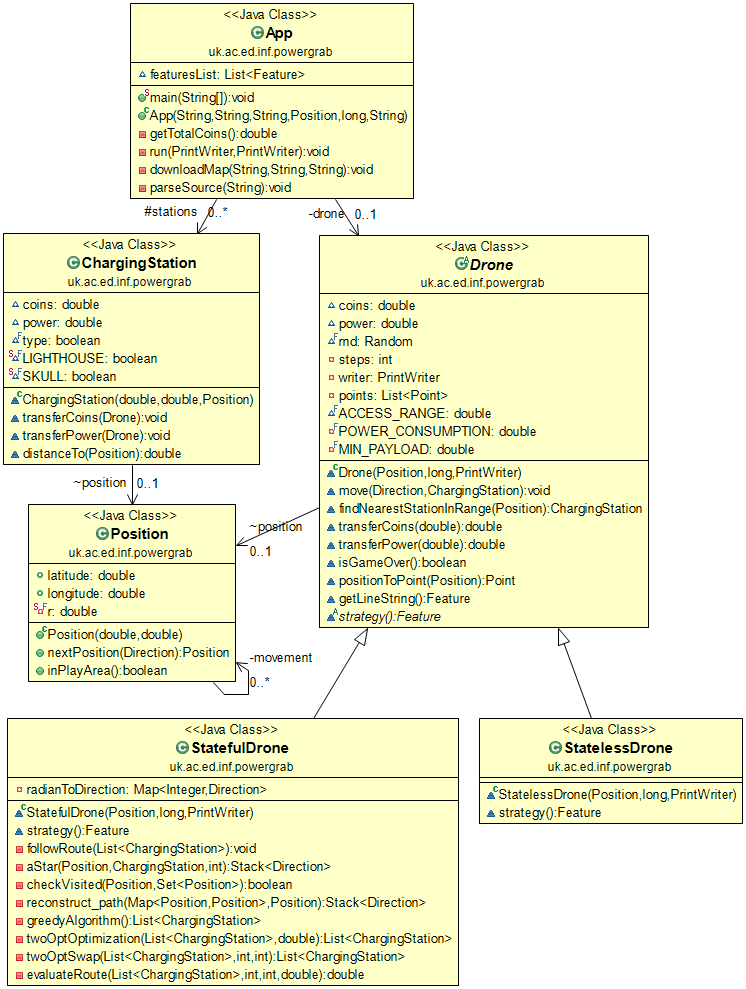 <<Java Class>>
App
uk.ac.ed.inf.powergrab
featuresList: List<Feature>
main(String[]):void
App(String,String,String,Position,long,String)
getTotalCoins():double
run(PrintWriter,PrintWriter):void
downloadMap(String,String,String):void
parseSource(String):void
#stations 0..*
-drone 0..1
<<Java Class>>
ChargingStation
uk.ac.ed.inf.powergrab
coins: double
power: double
type: boolean
LIGHTHOUSE: boolean
SKULL: boolean
ChargingStation(double,double,Position)
transferCoins(Drone):void
transferPower(Drone):void
distanceTo(Position):double
<<Java Class>>
Drone
uk.ac.ed.inf.powergrab
coins: double
power: double
rnd: Random
steps: int
writer: PrintWriter
points: List<Point>
ACCESS_RANGE: double
POWER_CONSUMPTION: double
MIN_PAYLOAD: double
Drone(Position,long,PrintWriter)
move(Direction,ChargingStation):void
findNearestStationInRange(Position):ChargingStation
transferCoins(double):double
transferPower(double):double
isGameOver():boolean
positionToPoint(Position):Point
getLineString():Feature
strategy():Feature
~position 0..1
~position
0..1
<<Java Class>>
Position
uk.ac.ed.inf.powergrab
latitude: double
longitude: double
r: double
Position(double,double)
nextPosition(Direction):Position
inPlayArea():boolean
-movement
0..*
<<Java Class>>
StatefulDrone
uk.ac.ed.inf.powergrab
radianToDirection: Map<Integer,Direction>
StatefulDrone(Position,long,PrintWriter)
strategy():Feature
followRoute(List<ChargingStation>):void
aStar(Position,ChargingStation,int):Stack<Direction>
checkVisited(Position,Set<Position>):boolean
reconstruct_path(Map<Position,Position>,Position):Stack<Direction>
greedyAlgorithm():List<ChargingStation>
twoOptOptimization(List<ChargingStation>,double):List<ChargingStation>
twoOptSwap(List<ChargingStation>,int,int):List<ChargingStation>
evaluateRoute(List<ChargingStation>,int,int,double):double
<<Java Class>>
StatelessDrone
uk.ac.ed.inf.powergrab
StatelessDrone(Position,long,PrintWriter)
strategy():Feature